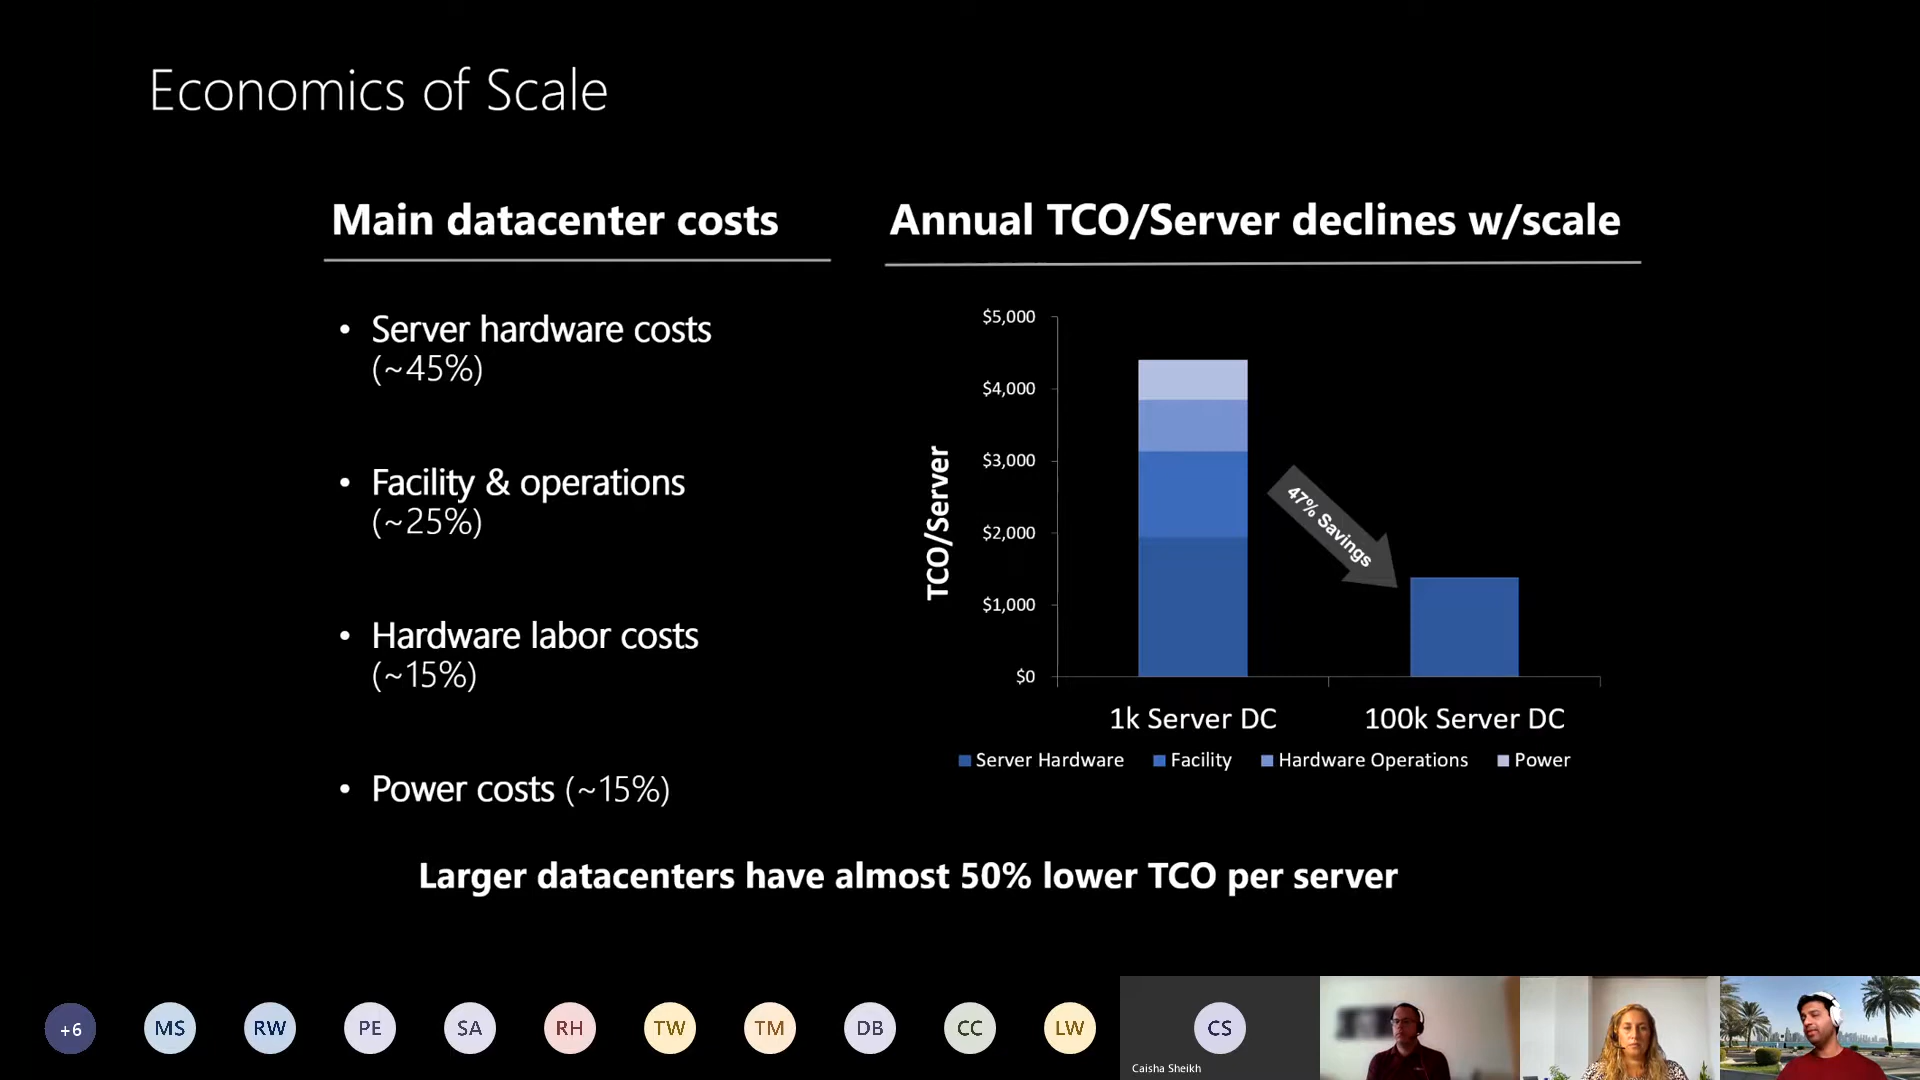 Economics of Scale
Main datacenter costs
• Server hardware costs
(~45%)
• Facility & operations
(~25%)
• Hardware labor costs
(~15%)
• Power costs (~15%)
Annual TCO/Server declines w/scale
TCO/Server
$5,000
$4,000
$3,000
$2,000
$1,000
$0
47% Savings
1k Server DC
100k Server DC
Server Hardware
Facility
Hardware Operations
Power
Larger datacenters have almost 50% lower TCO per server
+6
MS
RW
PE
SA
RH
TW
TM
DB
CC
LW
CS
Caisha Sheikh